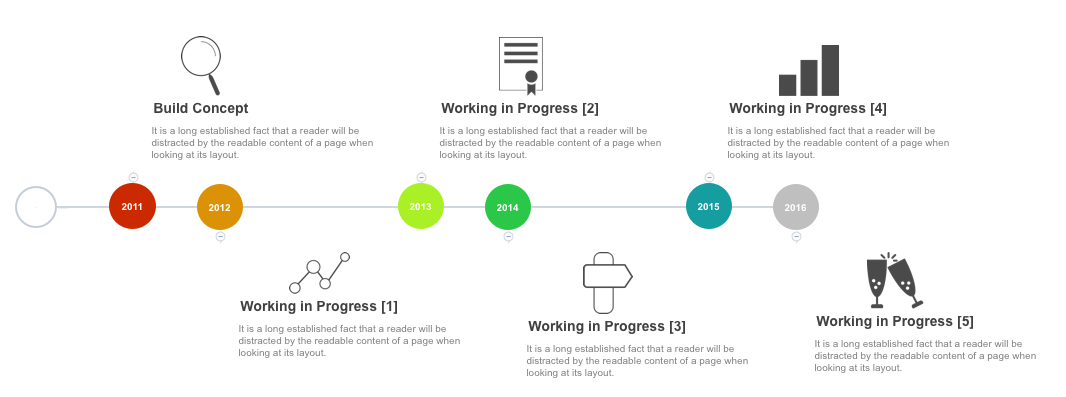 Build Concept
It is a long established fact that a reader will be
distracted by the readable content of a page when
looking at its layout.
Working in Progress [2]
It is a long established fact that a reader will be
distracted by the readable content of a page when
looking at its layout.
Working in Progress [4]
It is a long established fact that a reader will be
distracted by the readable content of a page when
looking at its layout.
2011
2012
2013
2014
2015
2016
Working in Progress [1]
It is a long established fact that a reader will be
distracted by the readable content of a page when
looking at its layout.
Working in Progress [3]
It is a long established fact that a reader will be
distracted by the readable content of a page when
looking at its layout.
Working in Progress [5]
It is a long established fact that a reader will be
distracted by the readable content of a page when
looking at its layout.